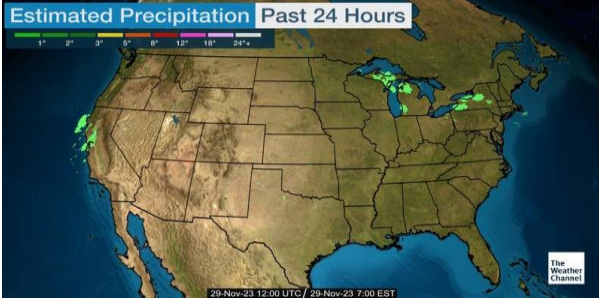 Estimated Precipitation Past 24 Hours
1" 2" 3" 5" 8" 12" 18" 24"+
The
Weather
Channel
29-Nov-23 12:00 UTC / 29-Nov-23 7:00 EST